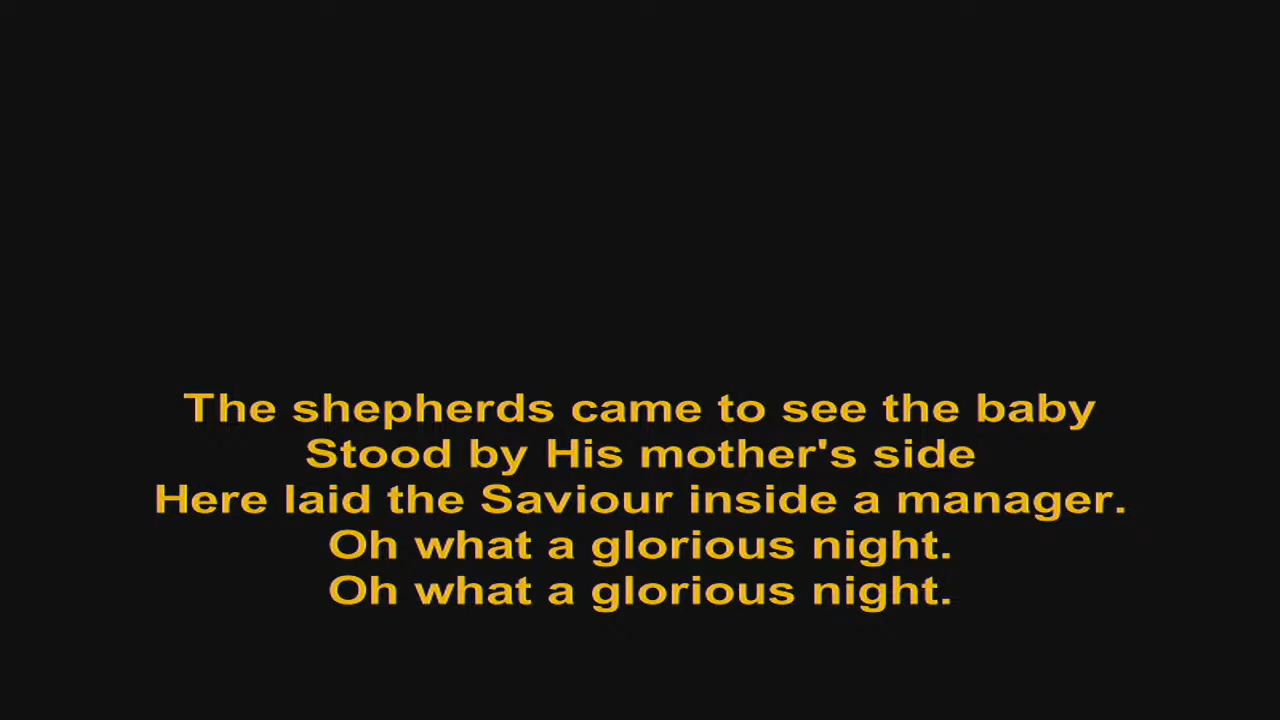 The shepherds came to see the baby
Stood by His mother's side
Here laid the Saviour inside a manager.
Oh what a glorious night.
Oh what a glorious night.